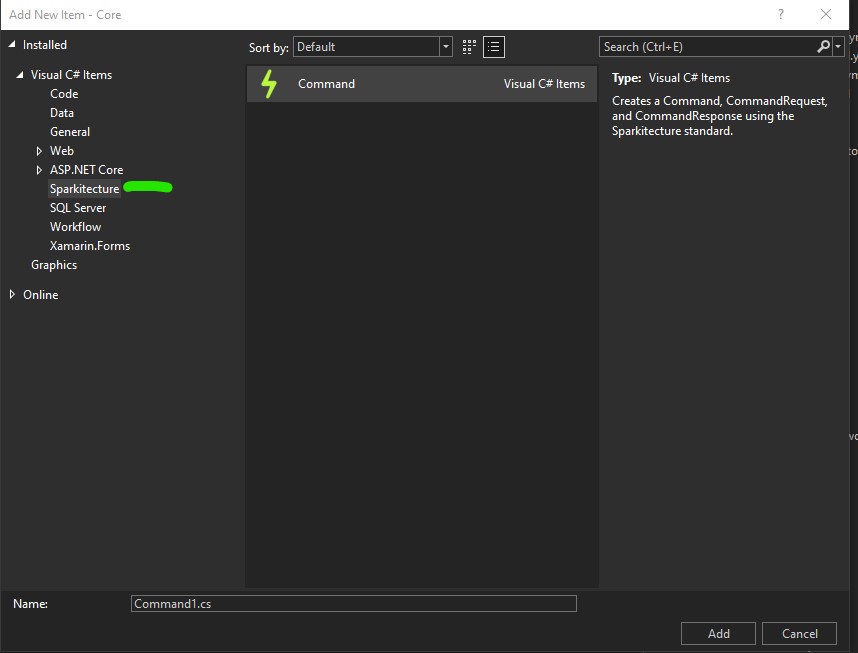 Add New Item - Core
?
Installed
Visual C# Items
Code
Data
General
Web
ASP.NET Core
Sparkitecture
SQL Server
Workflow
Xamarin.Forms
Graphics
Online
Sort by: Default
Command Visual C# Items
Search (Ctrl+E)
Type: Visual C# Items
Creates a Command, CommandRequest,
and CommandResponse using the
Sparkitecture standard.
Name: Command1.cs
Add Cancel